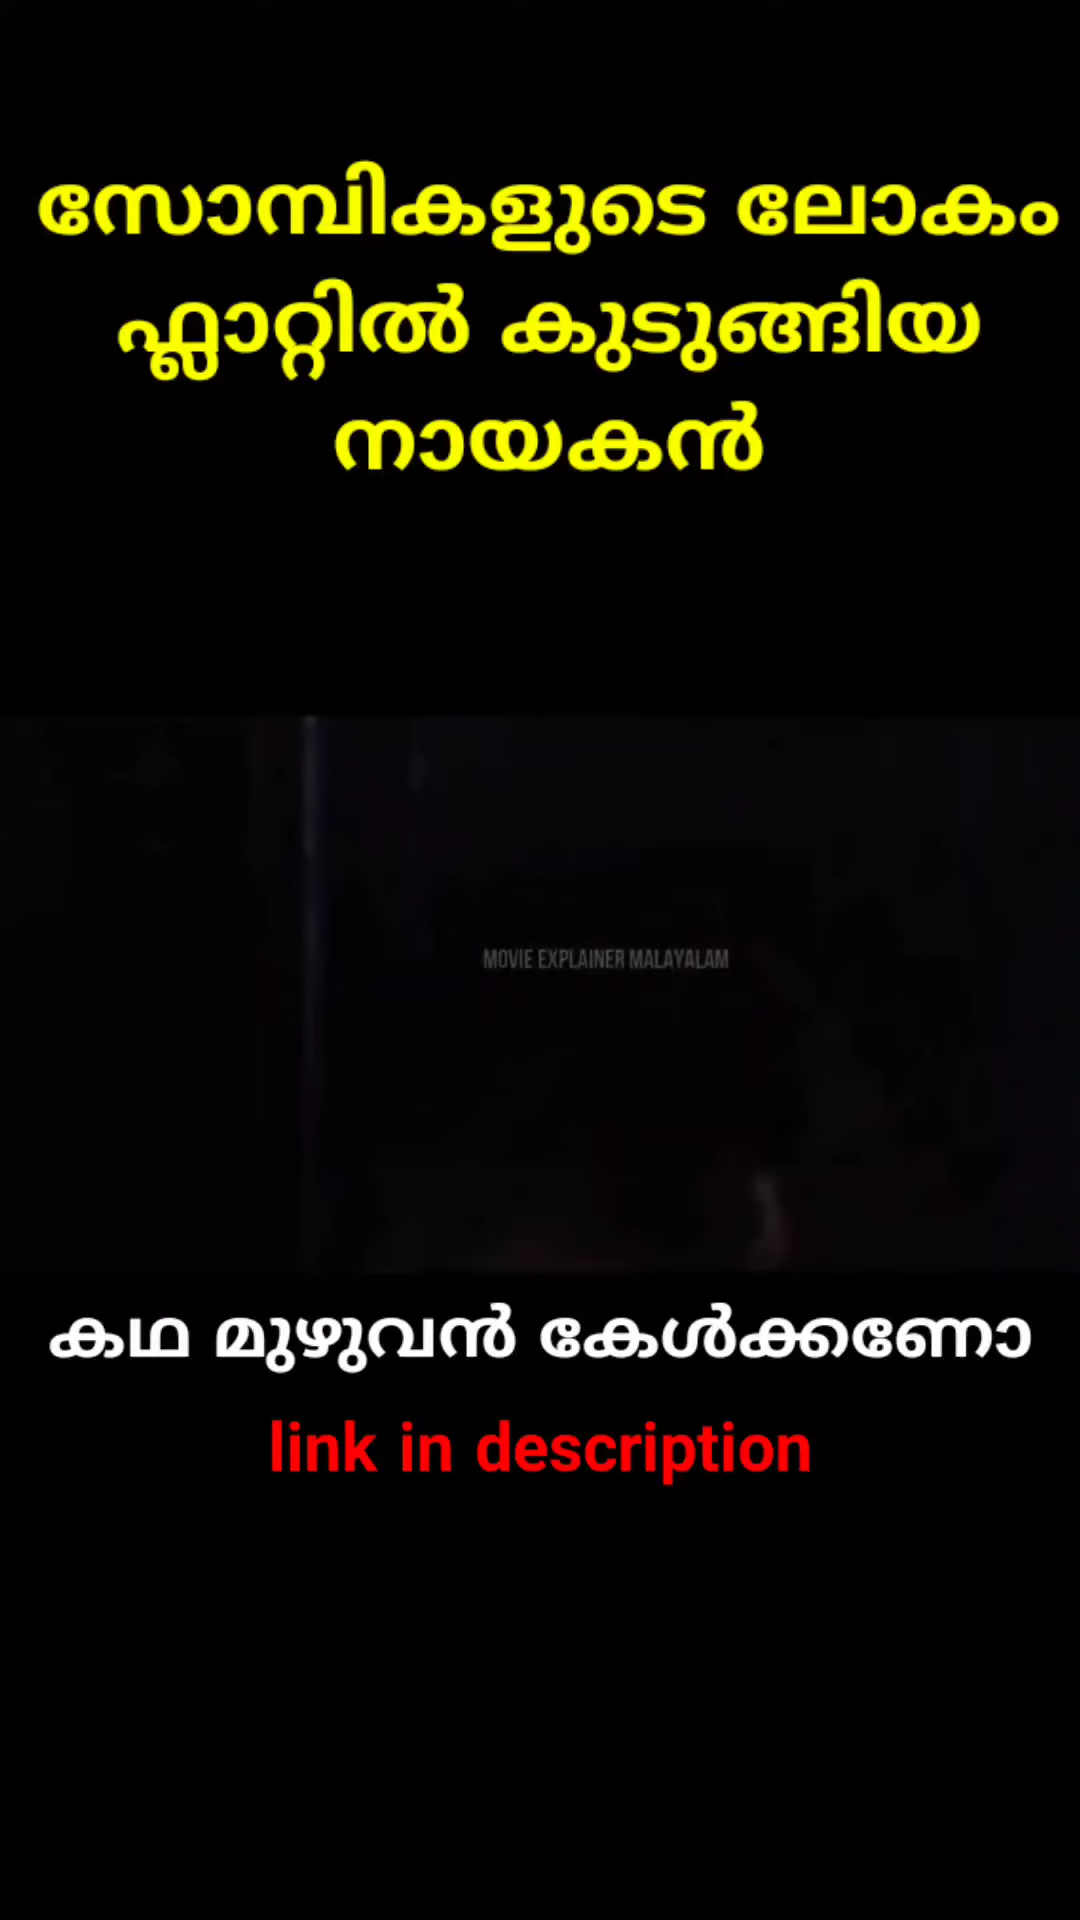 സോമ്പികളുടെ ലോകം
ഫ്ലാറ്റിൽ കുടുങ്ങിയ
നായകൻ
MOVIE EXPLAINER MALAYALAM
കഥ മുഴുവൻ കേൾക്കണോ
link in description